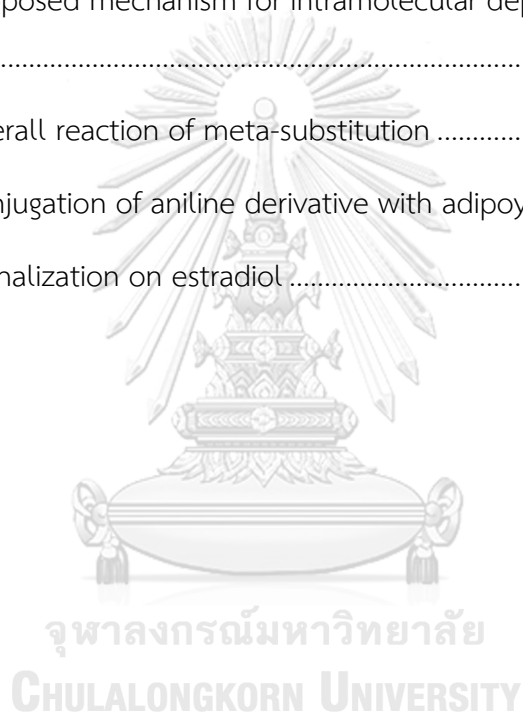 posed mechanism for intramolecular dep
................................................................
erall reaction of meta-substitution ............
njugation of aniline derivative with adipoy
nalization on estradiol ...................................
จุฬาลงกรณ์มหาวิทยาลัย
CHULALONGKORN UNIVERSITY